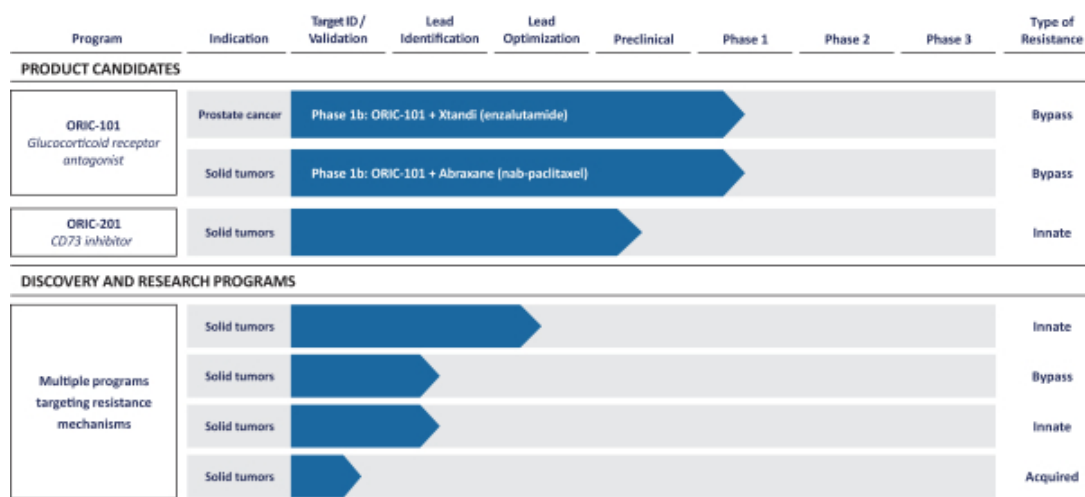 Program Indication Target ID / Validation Lead Identification Lead Optimization Preclinical Phase 1 Phase 2 Phase 3 Type of Resistance
PRODUCT CANDIDATES
ORIC-101
Glucocorticoid receptor
antagonist
Prostate cancer Phase 1b: ORIC-101 + Xtandi (enzalutamide) Bypass
Solid tumors Phase 1b: ORIC-101 + Abraxane (nab-paclitaxel) Bypass
ORIC-201
CD73 inhibitor
Solid tumors Innate
DISCOVERY AND RESEARCH PROGRAMS
Multiple programs
targeting resistance
mechanisms
Solid tumors Innate
Solid tumors Bypass
Solid tumors Innate
Solid tumors Acquired